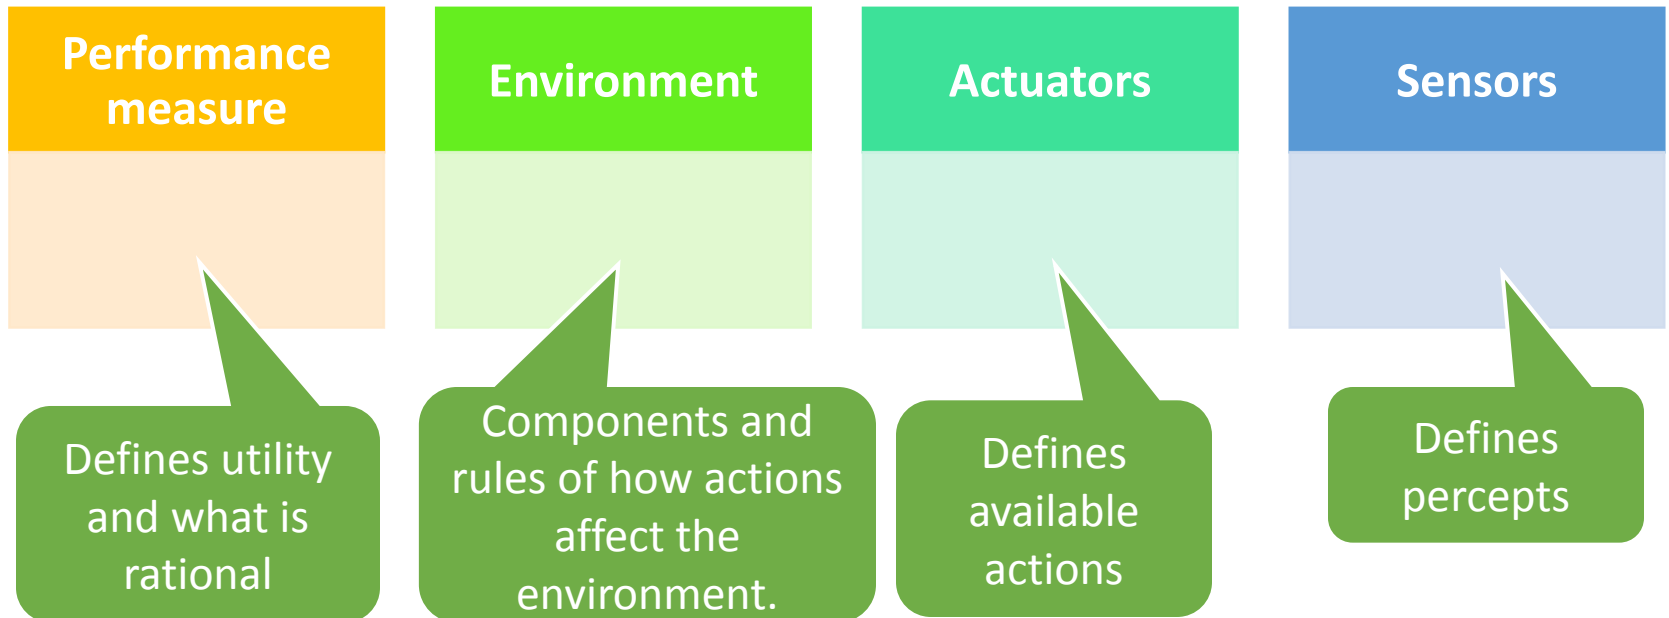 Performance
measure
Environment
Actuators
Sensors
Defines utility
and what is
rational
Components and
rules of how actions
affect the
environment.
Defines
available
actions
Defines
percepts